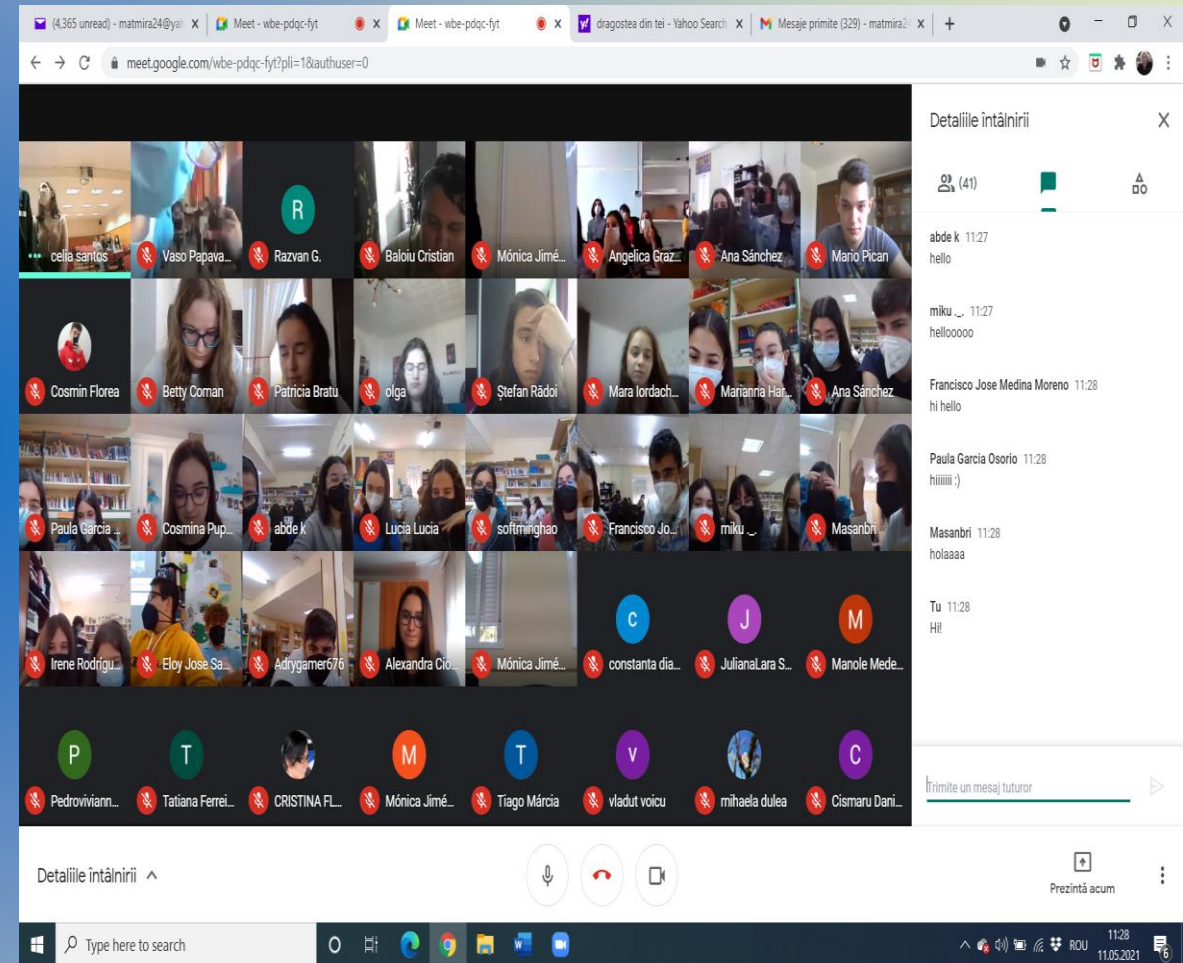 (4,365 unread) - matmira24@yah
Meet - wbe-pdqc-fyt
Meet - wbe-pdqc-fyt
dragostea din tei - Yahoo Search
Mesaje primite (329) - matmira24
meet.google.com/wbe-pdqc-fyt?pli=1&authuser=0
celia santos
Vaso Papava...
R
Razvan G.
Baloiu Cristian
Mónica Jimé...
Angelica Graz...
Ana Sánchez
Mario Pican
Cosmin Florea
Betty Coman
Patricia Bratu
olga
Ștefan Rădoi
Mara Iordach...
Marianna Har...
Ana Sánchez
Paula Garcia ...
Cosmina Pup...
abde k
Lucia Lucia
softminghao
Francisco Jo...
miku ._.
Masanbri
Irene Rodrígu...
Eloy Jose Sa...
Adrygamer676
Alexandra Cio...
Mónica Jimé...
c
constanta dia...
J
JulianaLara S...
M
Manole Mede...
P
Pedroviviann...
T
Tatiana Ferrei...
CRISTINA FL...
M
Mónica Jimé...
T
Tiago Márcia
v
vladut voicu
mihaela dulea
C
Cismaru Dani...
Detaliile întâlnirii
(41)
abde k 11:27
hello
miku ._. 11:27
hellooooo
Francisco Jose Medina Moreno 11:28
hi hello
Paula Garcia Osorio 11:28
hiiiiiii :)
Masanbri 11:28
holaaaa
Tu 11:28
Hi!
Trimite un mesaj tuturor
Detaliile întâlnirii
Prezintă acum
Type here to search
ROU
11:28
11.05.2021
6